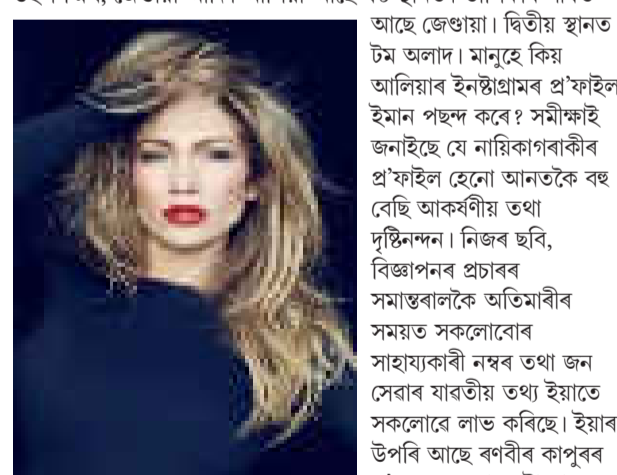 আছে জেণ্ডায়া। দ্বিতীয় স্থানত
টম অলাদ। মানুহে কিয়
আলিয়াৰ ইনষ্টাগ্ৰামৰ প্ৰ’ফাইল
ইমান পছন্দ কৰে? সমীক্ষাই
জনাইছে যে নায়িকাগৰাকীৰ
প্ৰ’ফাইল হেনো আনতকৈ বহু
বেছি আকৰ্ষণীয় তথা
দৃষ্টিনন্দন। নিজৰ ছবি,
বিজ্ঞাপনৰ প্ৰচাৰৰ
সমান্তৰালকৈ অতিমাৰীৰ
সময়ত সকলোবোৰ
সাহায্যকাৰী নম্বৰ তথা জন
সেৱাৰ যাৱতীয় তথ্য ইয়াতে
সকলোৱে লাভ কৰিছে। ইয়াৰ
উপৰি আছে ৰণবীৰ কাপুৰৰ